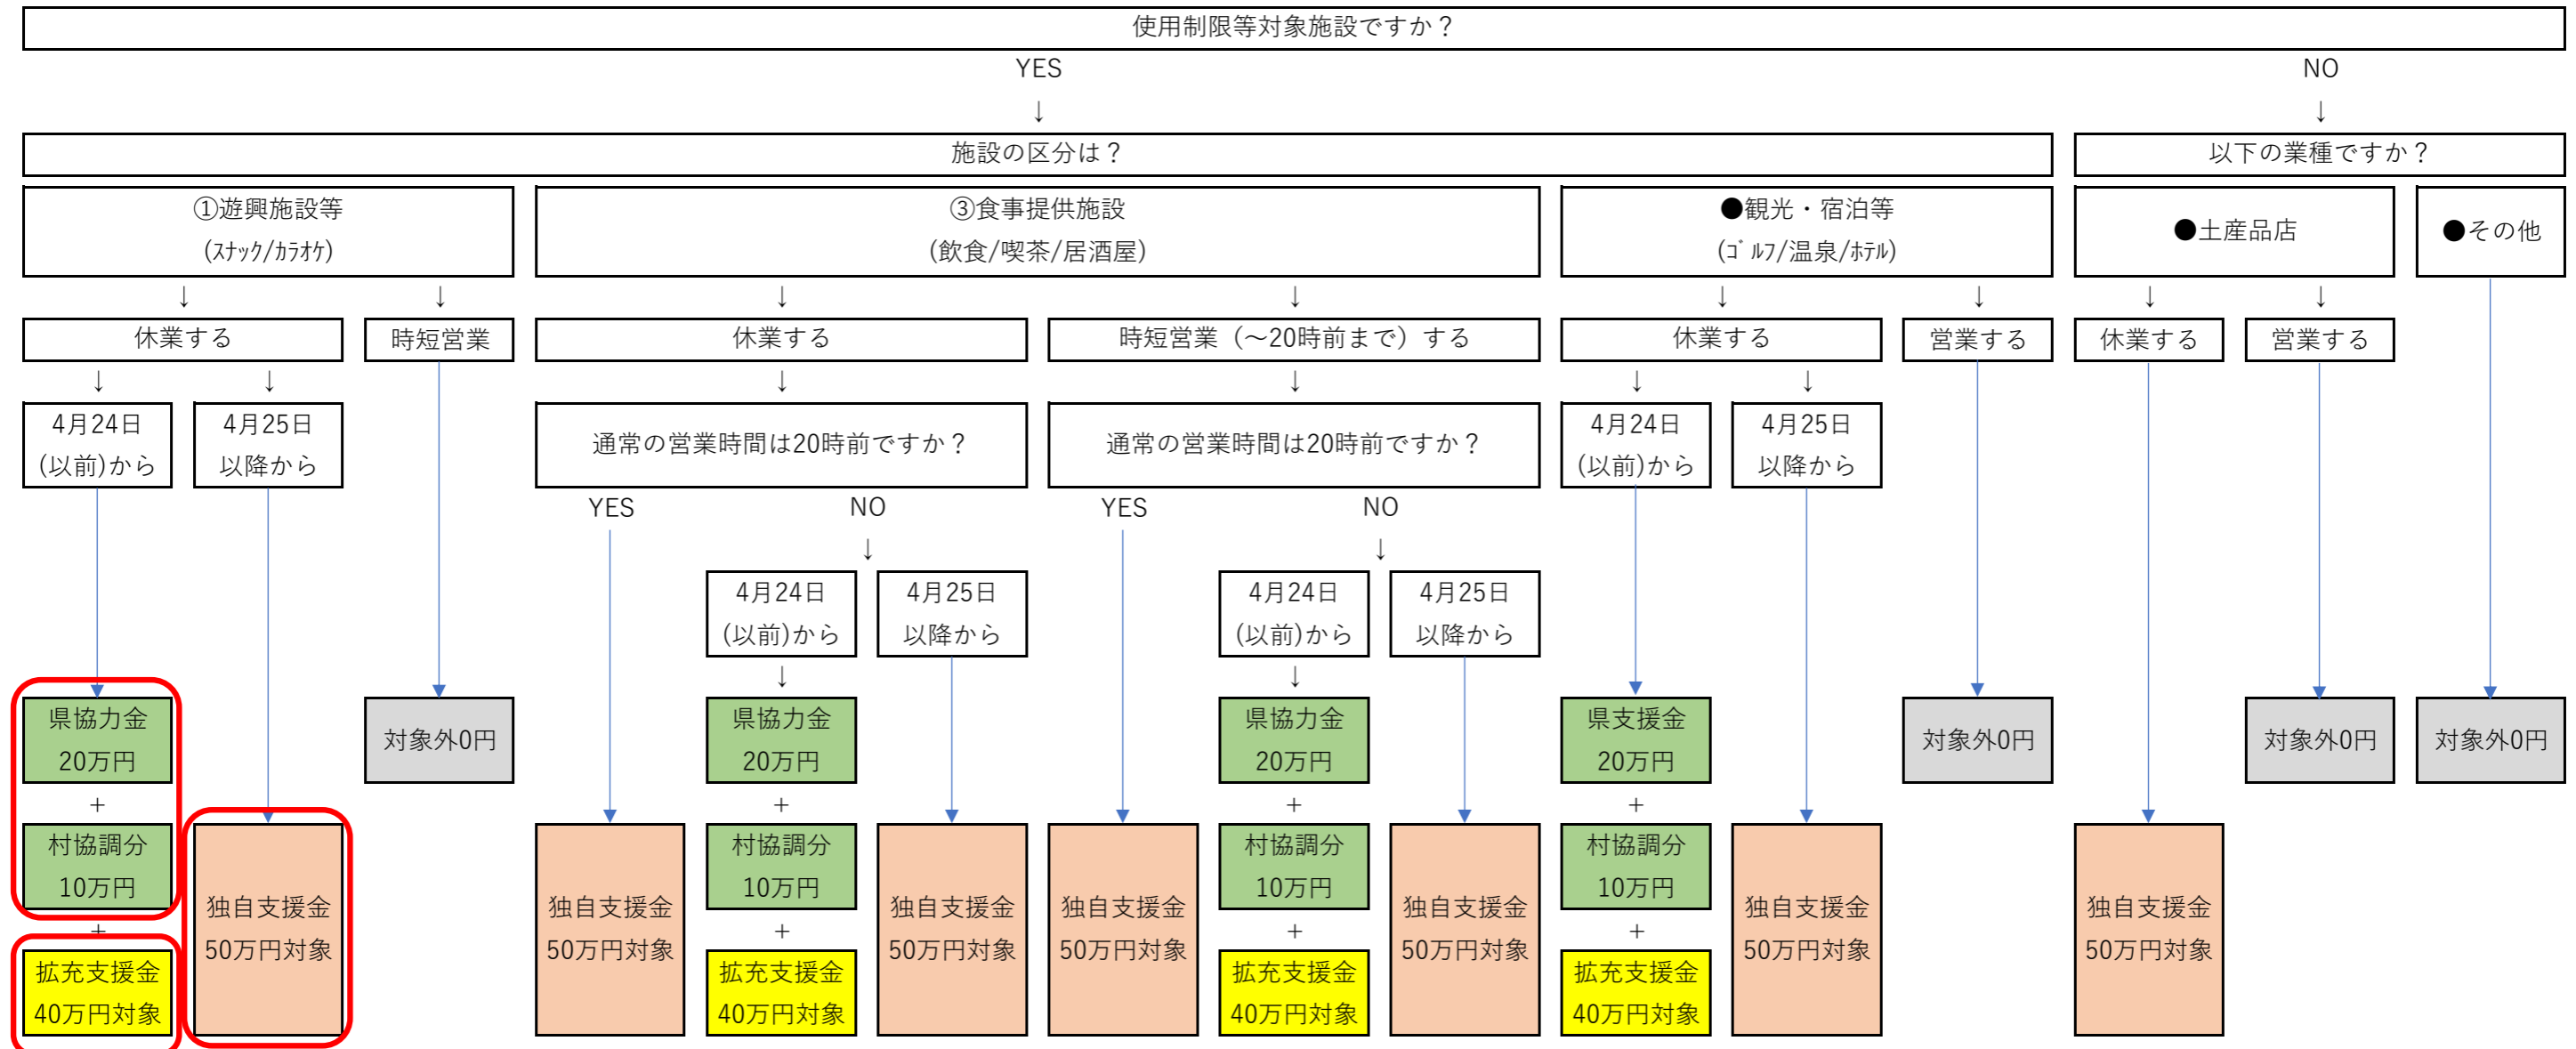 使用制限等対象施設ですか？
YES
NO
↓
↓
施設の区分は？
以下の業種ですか？
①遊興施設等
(ｽﾅｯｸ/ｶﾗｵｹ)
③食事提供施設
(飲食/喫茶/居酒屋)
●観光・宿泊等
(ｺﾞﾙﾌ/温泉/ﾎﾃﾙ)
●土産品店
●その他
↓ ↓ ↓ ↓ ↓ ↓ ↓ ↓
休業する
時短営業
休業する
時短営業（～20時前まで）する
休業する
営業する
休業する
営業する
↓ ↓ ↓ ↓ ↓ ↓
4月24日
(以前)から
4月25日
以降から
通常の営業時間は20時前ですか？
通常の営業時間は20時前ですか？
4月24日
(以前)から
4月25日
以降から
YES
NO
YES
NO
↓ ↓
4月24日
(以前)から
4月25日
以降から
4月24日
(以前)から
4月25日
以降から
↓ ↓
県協力金
20万円
対象外0円
県協力金
20万円
県協力金
20万円
県支援金
20万円
対象外0円
対象外0円
対象外0円
+ + + +
村協調分
10万円
村協調分
10万円
村協調分
10万円
村協調分
10万円
+ + + +
独自支援金
50万円対象
独自支援金
50万円対象
独自支援金
50万円対象
独自支援金
50万円対象
独自支援金
50万円対象
独自支援金
50万円対象
独自支援金
50万円対象
拡充支援金
40万円対象
拡充支援金
40万円対象
拡充支援金
40万円対象
拡充支援金
40万円対象